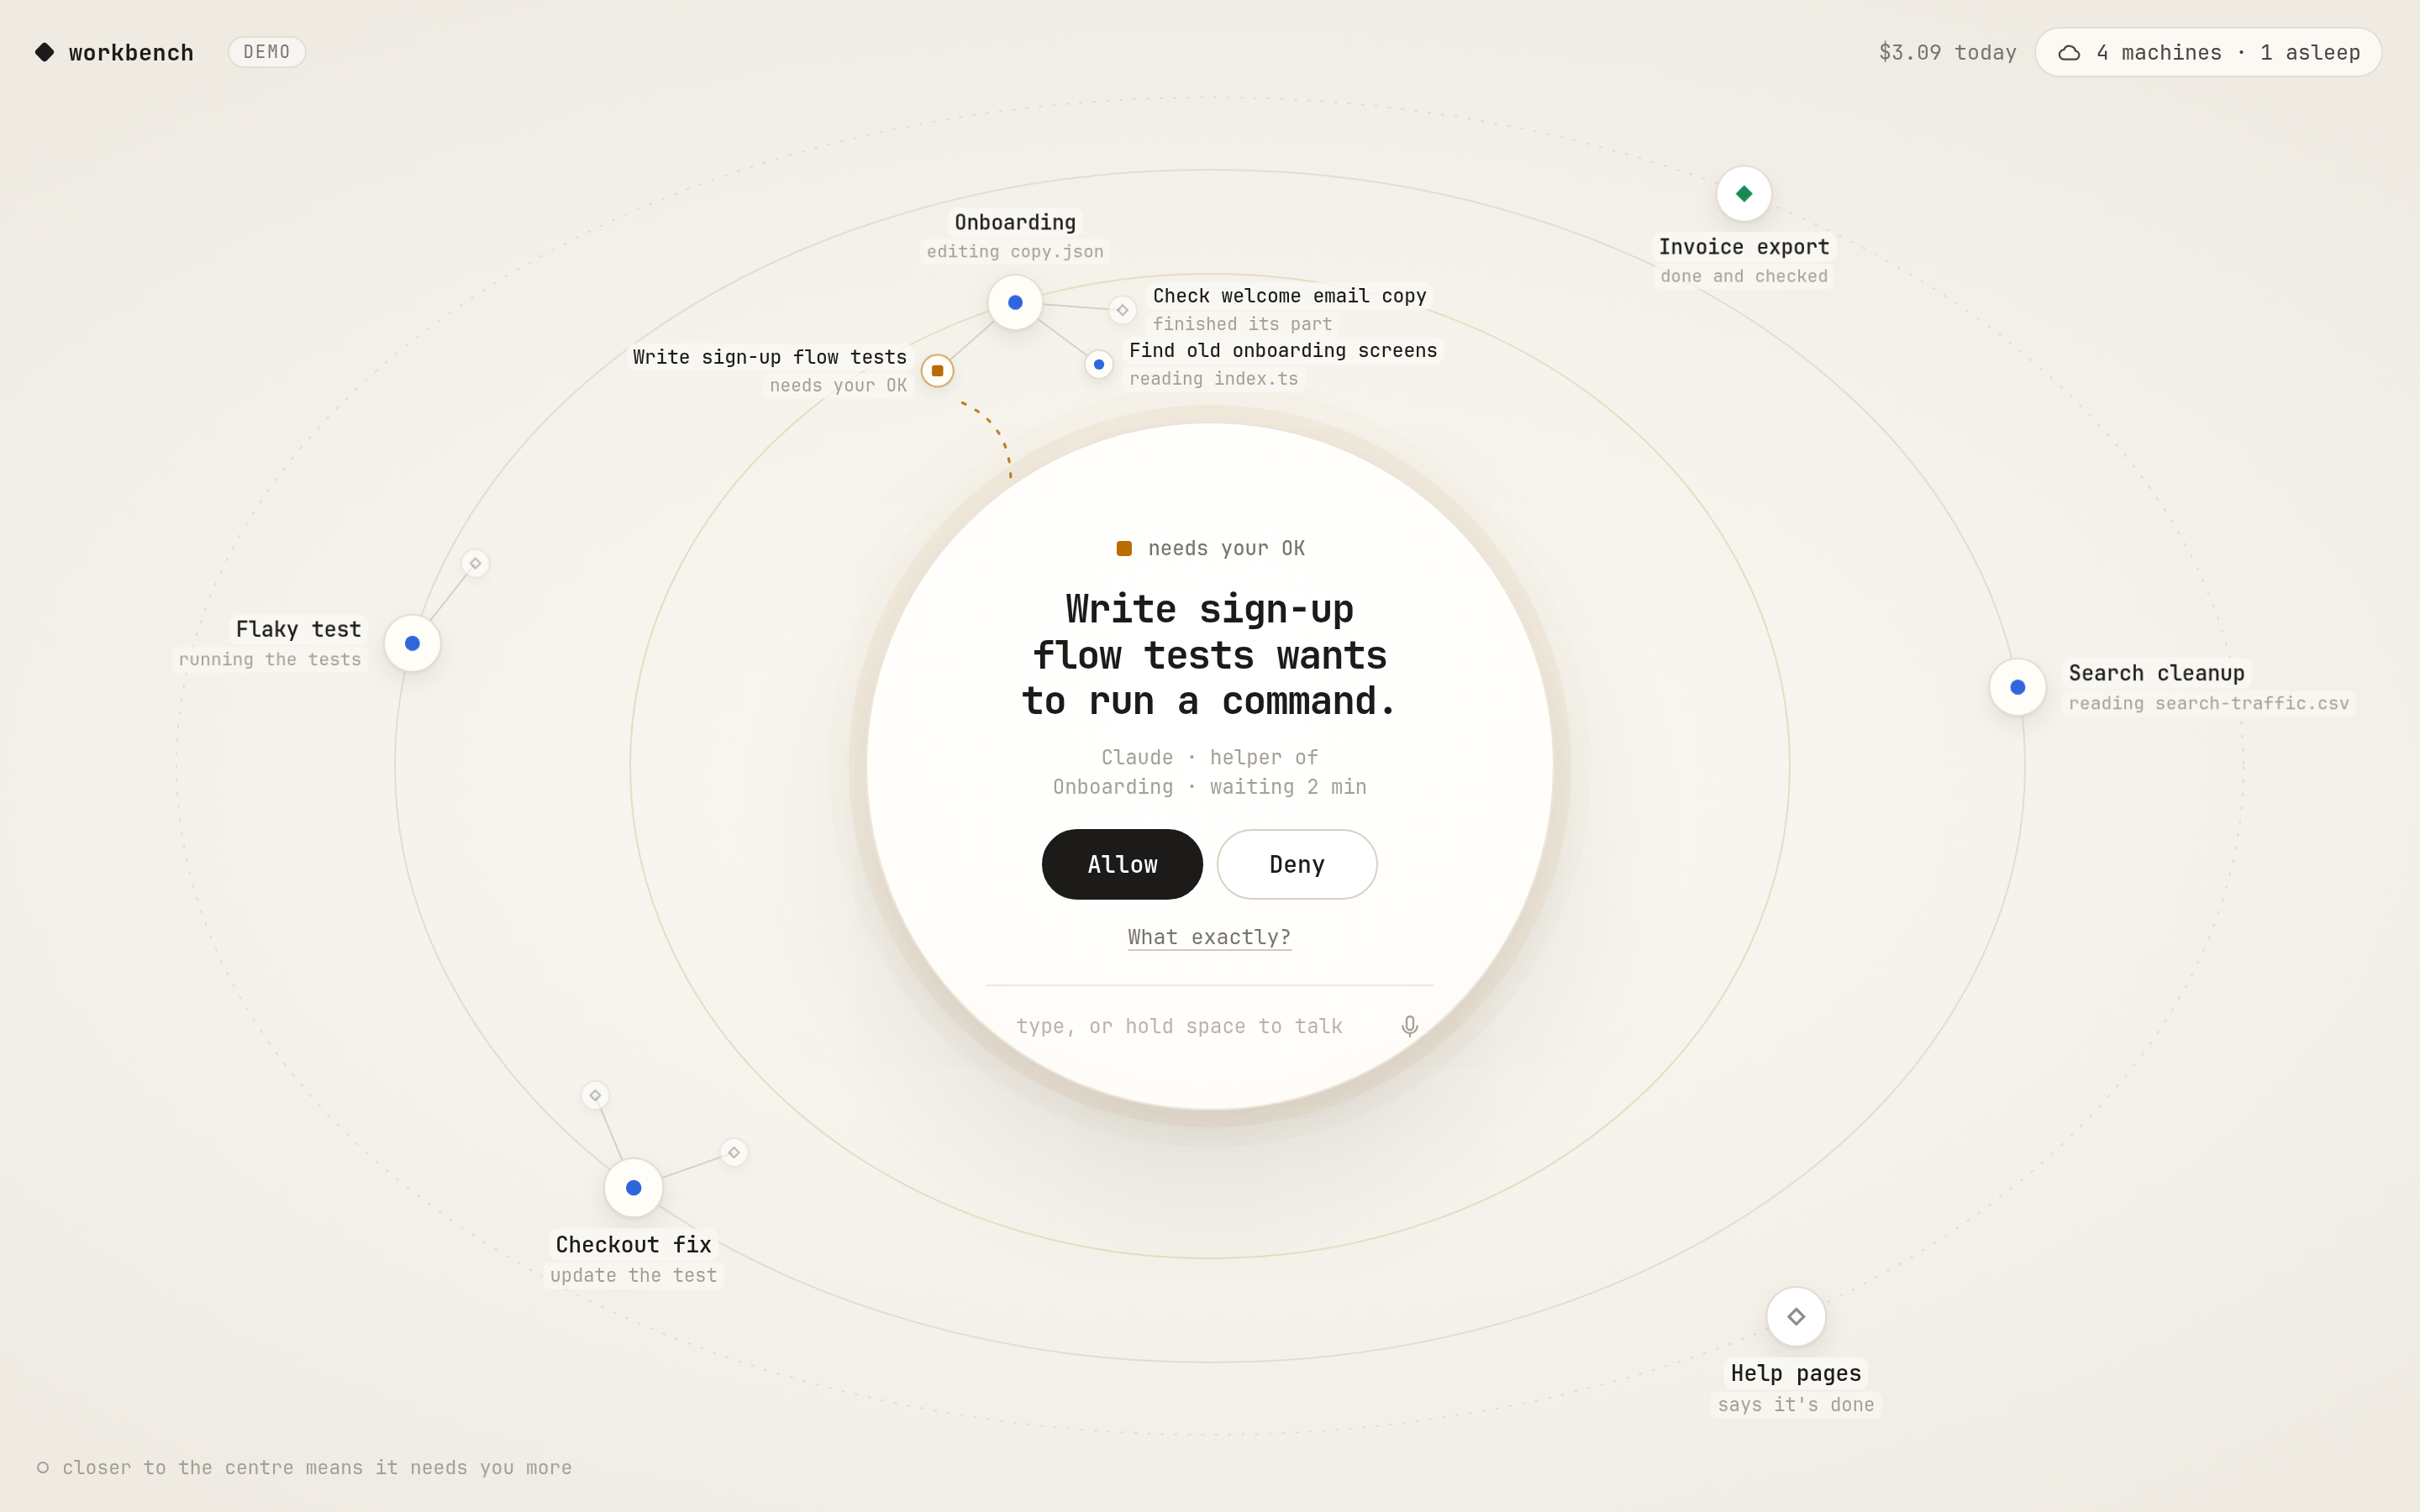 workbench
DEMO
$3.09 today
4 machines · 1 asleep
Invoice export
done and checked
Onboarding
editing copy.json
Check welcome email copy
finished its part
Find old onboarding screens
reading index.ts
Write sign-up flow tests
needs your OK
needs your OK
Write sign-up
flow tests wants
to run a command.
Claude · helper of
Onboarding · waiting 2 min
Allow
Deny
What exactly?
type, or hold space to talk
Flaky test
running the tests
Search cleanup
reading search-traffic.csv
Checkout fix
update the test
Help pages
says it's done
closer to the centre means it needs you more